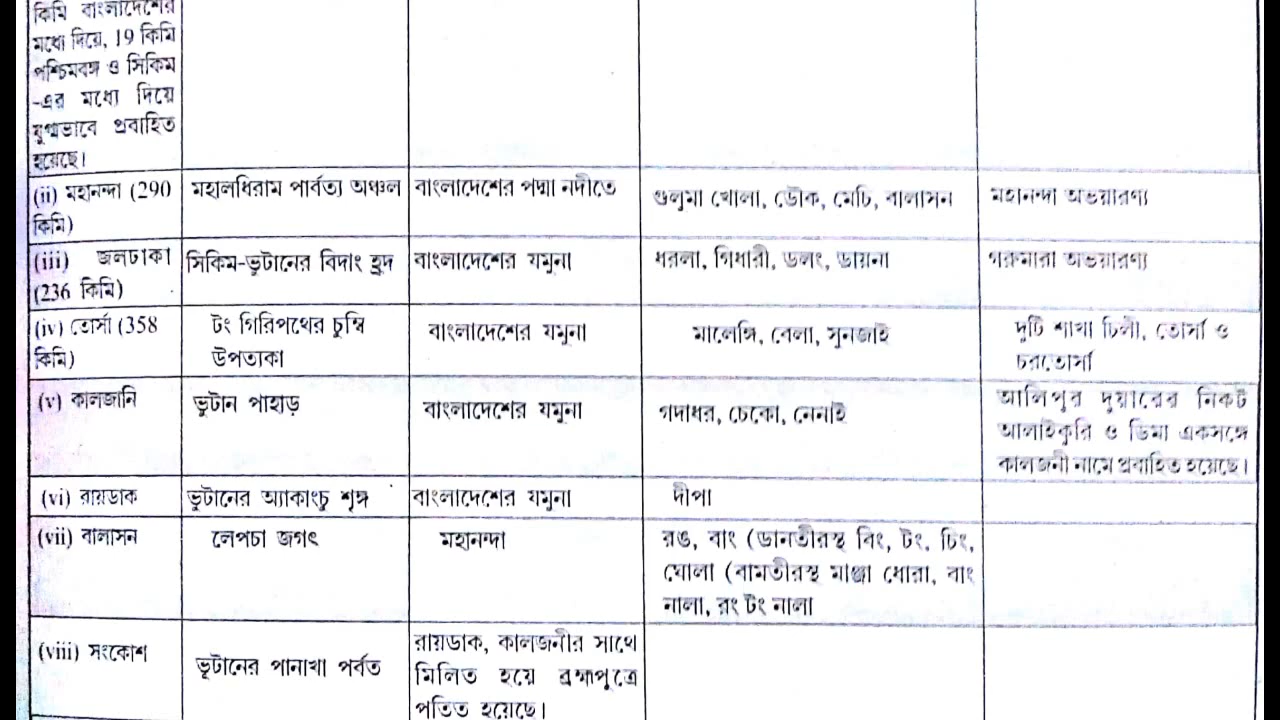 কিমি বাংলাদেশের
মধ্যে দিয়ে, 19 কিমি
পশ্চিমবঙ্গ ও সিকিম
-এর মধ্যে দিয়ে
যুগ্মভাবে প্রবাহিত
হয়েছে।
(ii) মহানন্দা (290 কিমি)
মহালধিরাম পার্বত্য অঞ্চল
বাংলাদেশের পদ্মা নদীতে
গুলমা খোলা, ডৌক, মেচি, বালাসন
মহানন্দা অভয়ারণ্য
(iii) জলঢাকা
(236 কিমি)
সিকিম-ভুটানের বিদাং হ্রদ
বাংলাদেশের যমুনা
ধরলা, গিধারী, ডলং, ডায়না
গরুমারা অভয়ারণ্য
(iv) তোর্সা (358
কিমি)
টং গিরিপথের চুম্বি
উপত্যকা
বাংলাদেশের যমুনা
মালেঙ্গি, বেলা, সুনজাই
দুটি শাখা চিলী, তোর্সা ও
চরতোর্সা
(v) কালজানি
ভুটান পাহাড়
বাংলাদেশের যমুনা
গদাধর, চেকো, নেনাই
আলিপুর দুয়ারের নিকট
আলাইকুরি ও ডিমা একসঙ্গে
কালজনী নামে প্রবাহিত হয়েছে।
(vi) রায়ডাক
ভুটানের অ্যাকাংচু শৃঙ্গ
বাংলাদেশের যমুনা
দীপা
(vii) বালাসন
লেপচা জগৎ
মহানন্দা
রঙ, বাং (ডানতীরস্থ বিং, টং, চিং,
ঘোলা (বামতীরস্থ মাঞ্জা ধোরা, বাং
নালা, রং টং নালা
(viii) সংকোশ
ভূটানের পানাখা পর্বত
রায়ডাক, কালজনীর সাথে
মিলিত হয়ে ব্রহ্মপুত্রে
পতিত হয়েছে।